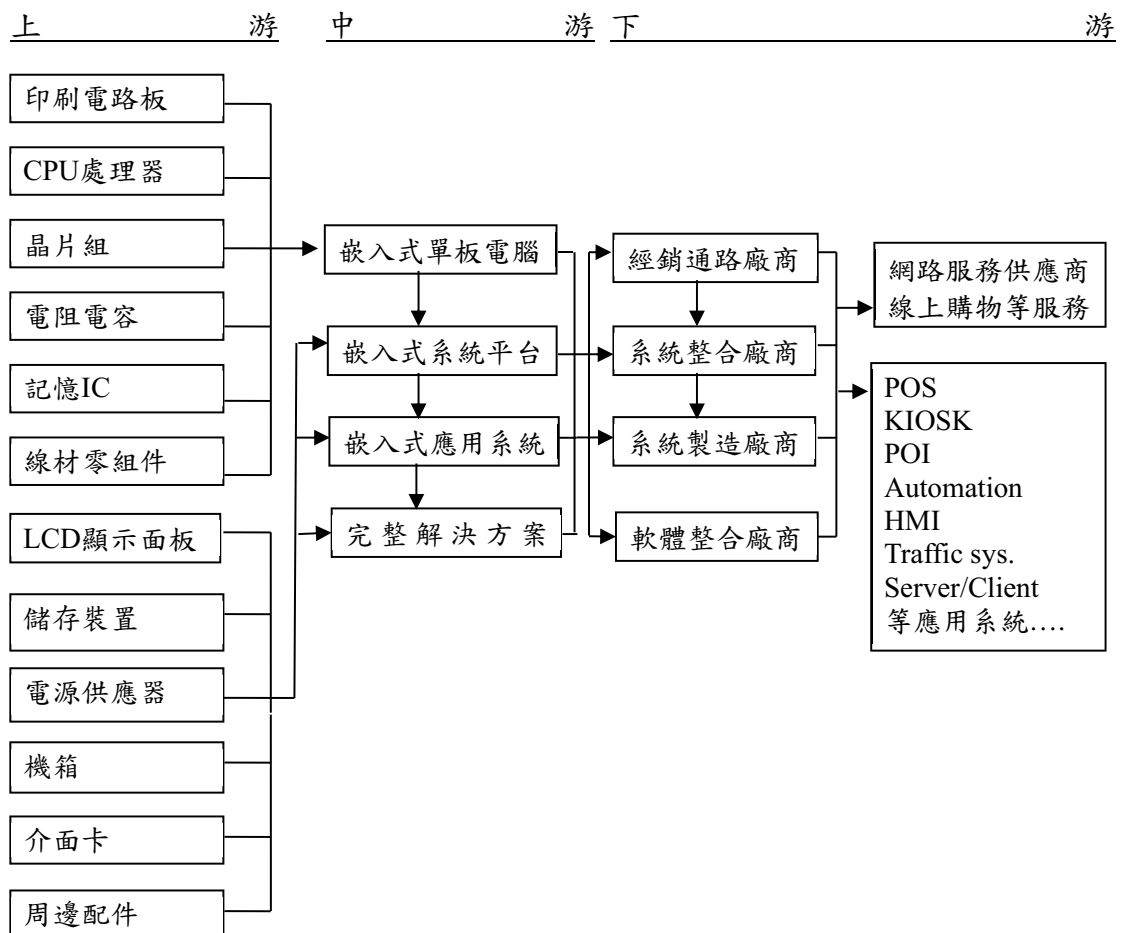 上游
中游
下游
印刷電路板
CPU處理器
晶片組
電阻電容
記憶IC
線材零組件
LCD顯示面板
儲存裝置
電源供應器
機箱
介面卡
周邊配件
嵌入式單板電腦
嵌入式系統平台
嵌入式應用系統
完整解決方案
經銷通路廠商
系統整合廠商
系統製造廠商
軟體整合廠商
網路服務供應商
線上購物等服務
POS
KIOSK
POI
Automation
HMI
Traffic sys.
Server/Client
等應用系統....